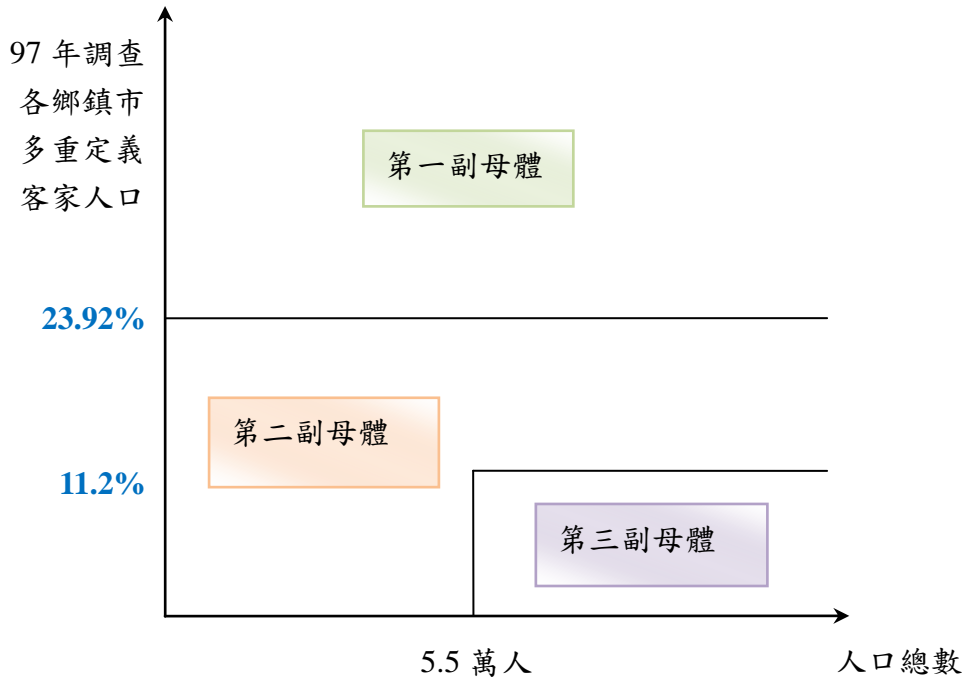 97 年調查
各鄉鎮市
多重定義
客家人口
第一副母體
23.92%
第二副母體
11.2%
第三副母體
5.5 萬人
人口總數